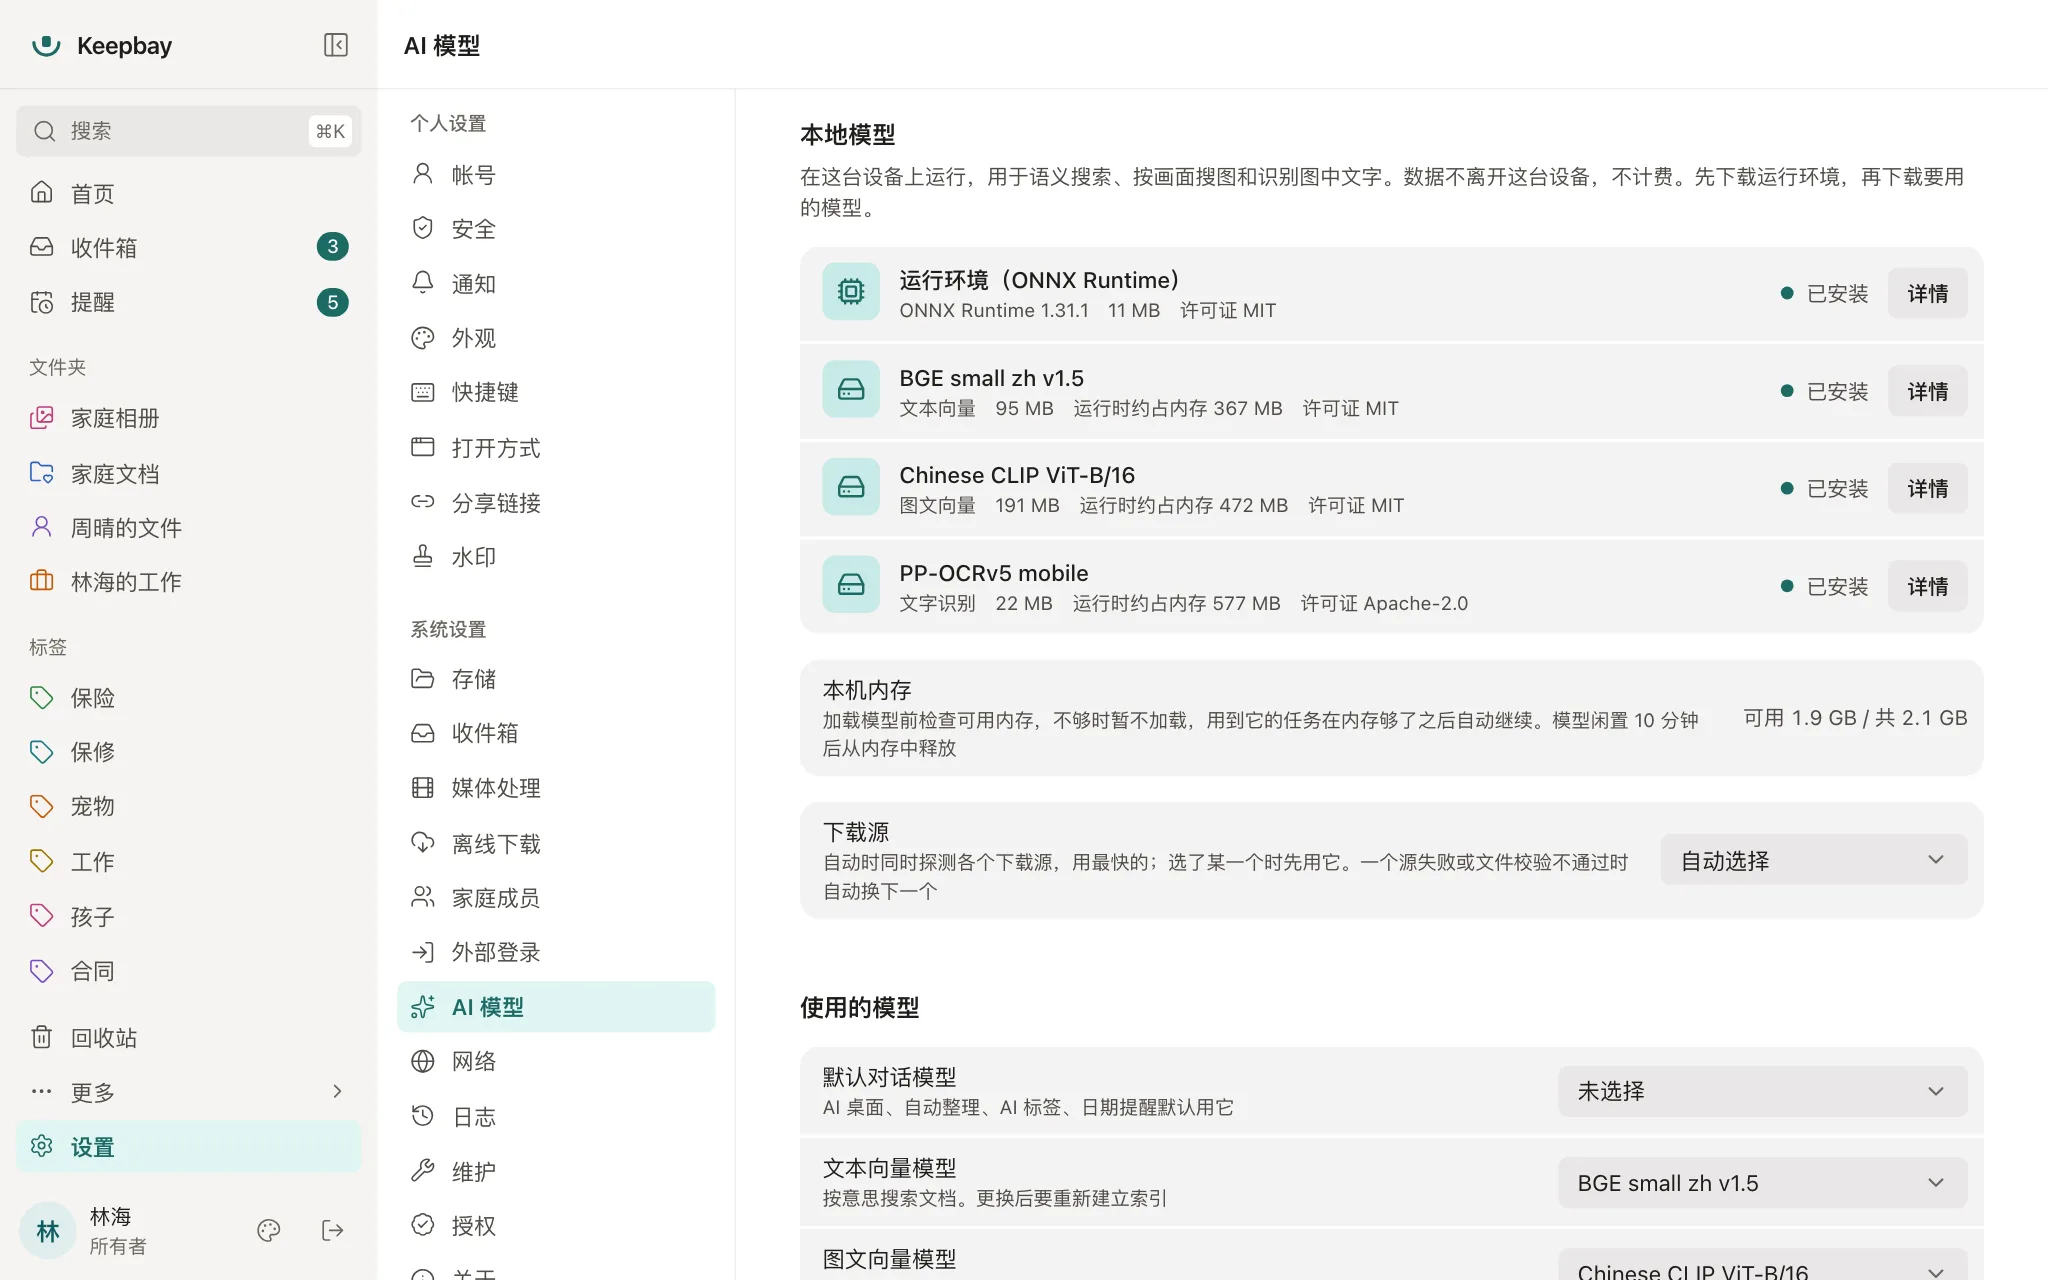 Keepbay
搜索
⌘K
首页
收件箱
3
提醒
5
文件夹
家庭相册
家庭文档
周晴的文件
林海的工作
标签
保险
保修
宠物
工作
孩子
合同
回收站
更多
设置
林
林海
所有者
AI 模型
个人设置
帐号
安全
通知
外观
快捷键
打开方式
分享链接
水印
系统设置
存储
收件箱
媒体处理
离线下载
家庭成员
外部登录
AI 模型
网络
日志
维护
授权
本地模型
在这台设备上运行，用于语义搜索、按画面搜图和识别图中文字。数据不离开这台设备，不计费。先下载运行环境，再下载要用
的模型。
运行环境（ONNX Runtime）
ONNX Runtime 1.31.1 11 MB 许可证 MIT
已安装
详情
BGE small zh v1.5
文本向量 95 MB 运行时约占内存 367 MB 许可证 MIT
已安装
详情
Chinese CLIP ViT-B/16
图文向量 191 MB 运行时约占内存 472 MB 许可证 MIT
已安装
详情
PP-OCRv5 mobile
文字识别 22 MB 运行时约占内存 577 MB 许可证 Apache-2.0
已安装
详情
本机内存
加载模型前检查可用内存，不够时暂不加载，用到它的任务在内存够了之后自动继续。模型闲置 10 分钟
后从内存中释放
可用 1.9 GB / 共 2.1 GB
下载源
自动时同时探测各个下载源，用最快的；选了某一个时先用它。一个源失败或文件校验不通过时
自动换下一个
自动选择
使用的模型
默认对话模型
AI 桌面、自动整理、AI 标签、日期提醒默认用它
未选择
文本向量模型
按意思搜索文档。更换后要重新建立索引
BGE small zh v1.5
图文向量模型
Chinese CLIP ViT-B/16